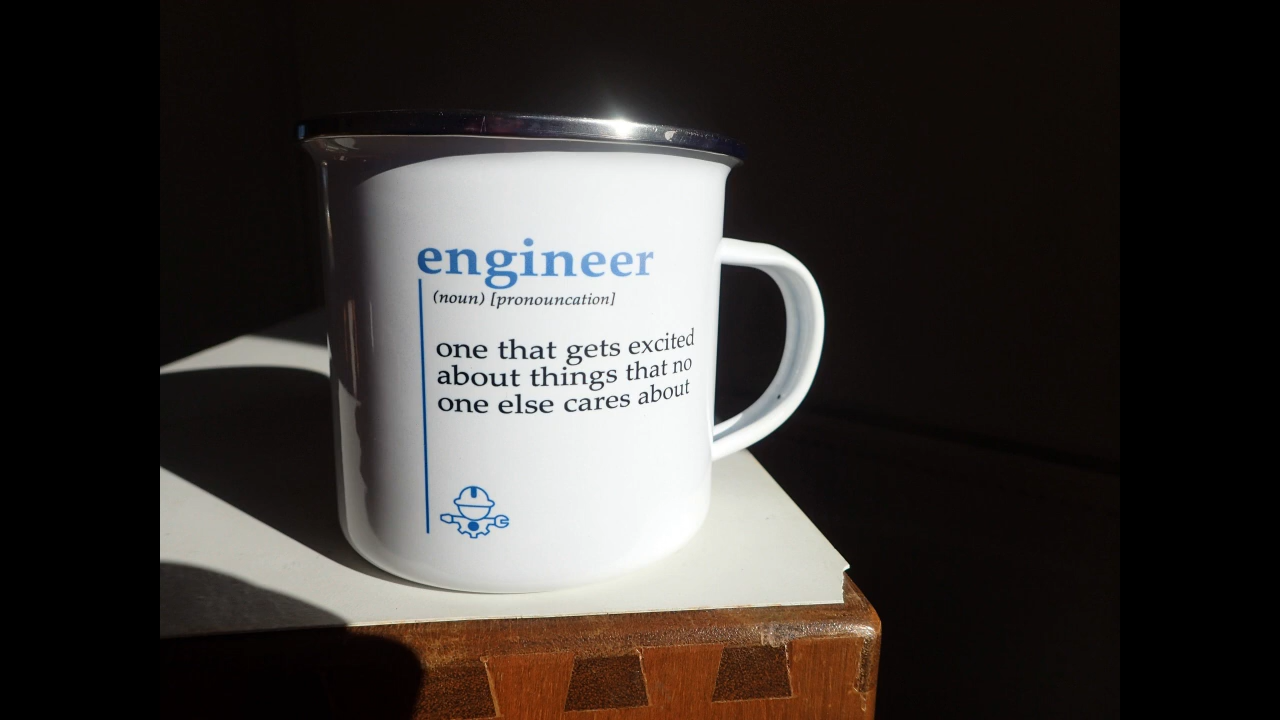 engineer
(noun) [pronouncation]
one that gets excited
about things that no
one else cares about